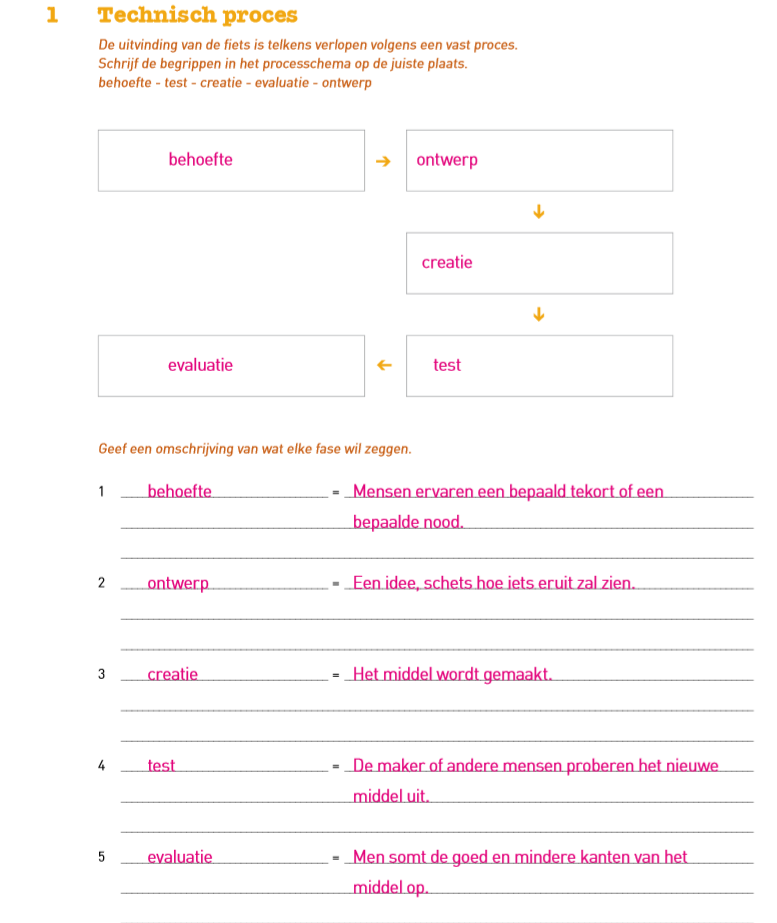 1 Technisch proces
De uitvinding van de fiets is telkens verlopen volgens een vast proces.
Schrijf de begrippen in het processchema op de juiste plaats.
behoefte - test - creatie - evaluatie - ontwerp
behoefte → ontwerp
↓
creatie
↓
evaluatie ← test
Geef een omschrijving van wat elke fase wil zeggen.
1 behoefte = Mensen ervaren een bepaald tekort of een
bepaalde nood.
2 ontwerp = Een idee, schets hoe iets eruit zal zien.
3 creatie = Het middel wordt gemaakt.
4 test = De maker of andere mensen proberen het nieuwe
middel uit.
5 evaluatie = Men somt de goed en mindere kanten van het
middel op.